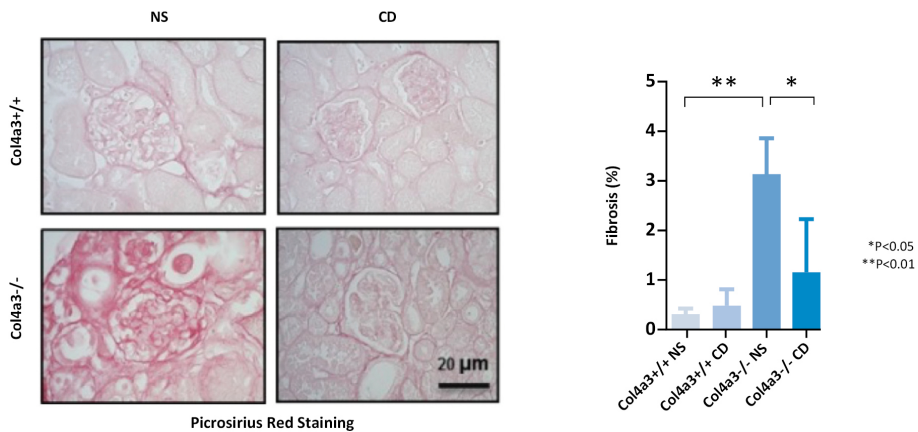 NS
CD
Col4a3+/+
Col4a3-/-
20 µm
Picrosirius Red Staining
Fibrosis (%)
5
4
3
2
1
0
**
*
Col4a3+/+ NS
Col4a3+/+ CD
Col4a3-/- NS
Col4a3-/- CD
*P<0.05
**P<0.01